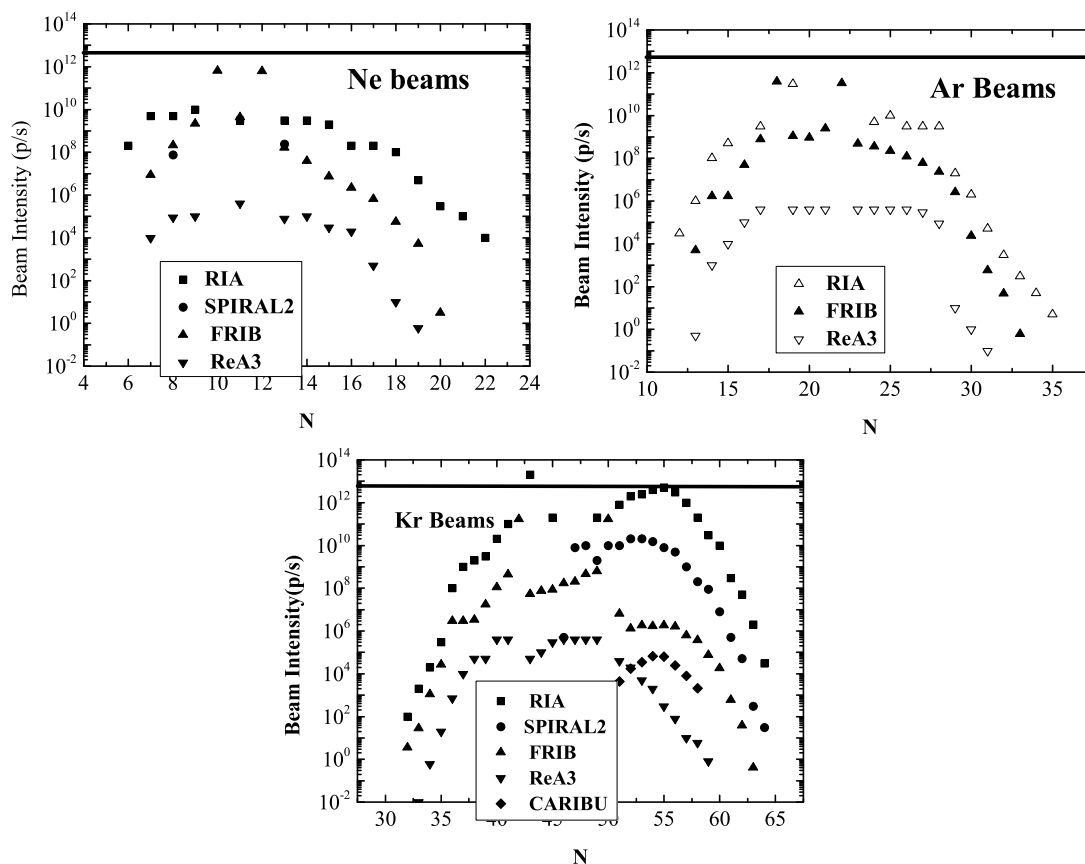 10^14
10^12
10^10
10^8
10^6
10^4
10^2
10^0
10^-2
Beam Intensity (p/s)
Ne beams
RIA
SPIRAL2
FRIB
ReA3
4 6 8 10 12 14 16 18 20 22 24
N
10^14
10^12
10^10
10^8
10^6
10^4
10^2
10^0
10^-2
Beam Intensity (p/s)
Ar Beams
RIA
FRIB
ReA3
10 15 20 25 30 35
N
10^14
10^12
10^10
10^8
10^6
10^4
10^2
10^0
10^-2
Beam Intensity(p/s)
Kr Beams
RIA
SPIRAL2
FRIB
ReA3
CARIBU
30 35 40 45 50 55 60 65
N